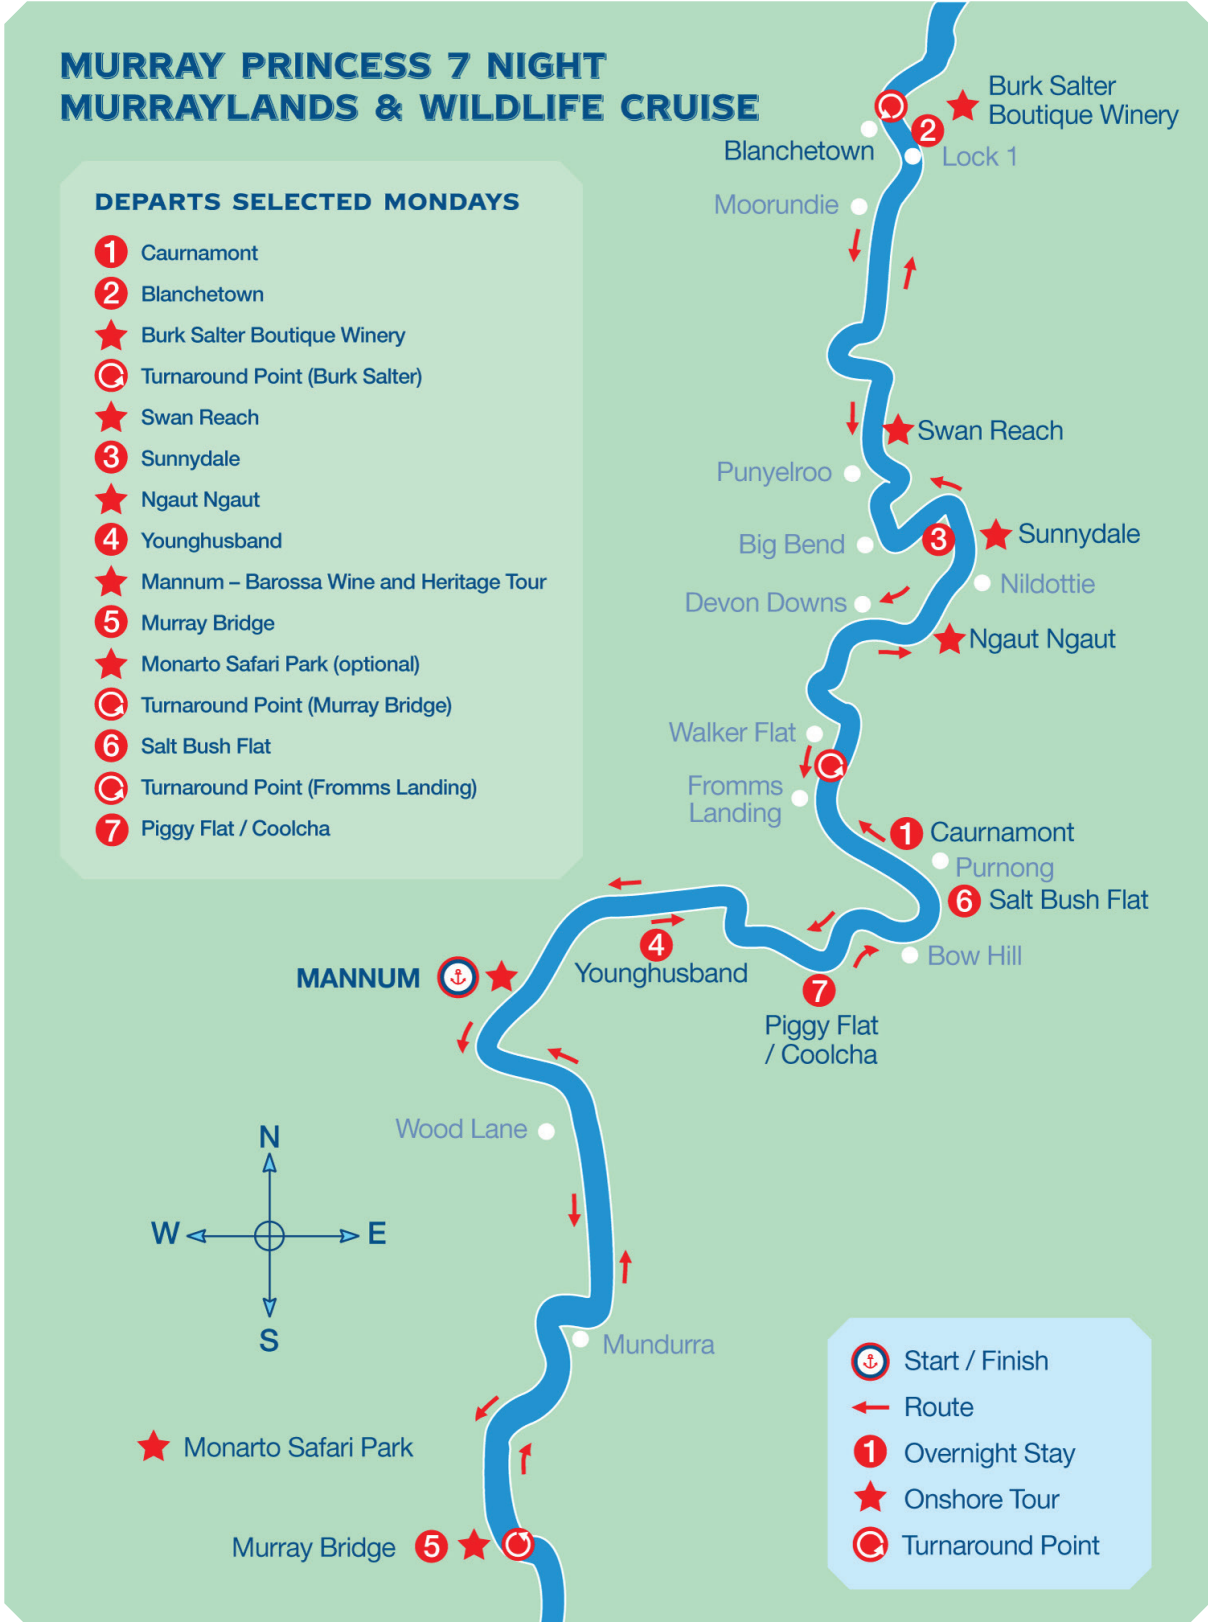 MURRAY PRINCESS 7 NIGHT
MURRAYLANDS & WILDLIFE CRUISE
DEPARTS SELECTED MONDAYS
1 Caurnamont
2 Blanchetown
Burk Salter Boutique Winery
Turnaround Point (Burk Salter)
Swan Reach
3 Sunnydale
Ngaut Ngaut
4 Younghusband
Mannum – Barossa Wine and Heritage Tour
5 Murray Bridge
Monarto Safari Park (optional)
Turnaround Point (Murray Bridge)
6 Salt Bush Flat
Turnaround Point (Fromms Landing)
7 Piggy Flat / Coolcha
Burk Salter
Boutique Winery
2
Blanchetown
Lock 1
Moorundie
Swan Reach
Punyelroo
Big Bend
3
Sunnydale
Nildottie
Devon Downs
Ngaut Ngaut
Walker Flat
Fromms
Landing
1 Caurnamont
Purnong
6 Salt Bush Flat
Bow Hill
4
Younghusband
7
Piggy Flat
/ Coolcha
MANNUM
Wood Lane
N
W E
S
Mundurra
Monarto Safari Park
Murray Bridge 5
Start / Finish
Route
1 Overnight Stay
Onshore Tour
Turnaround Point